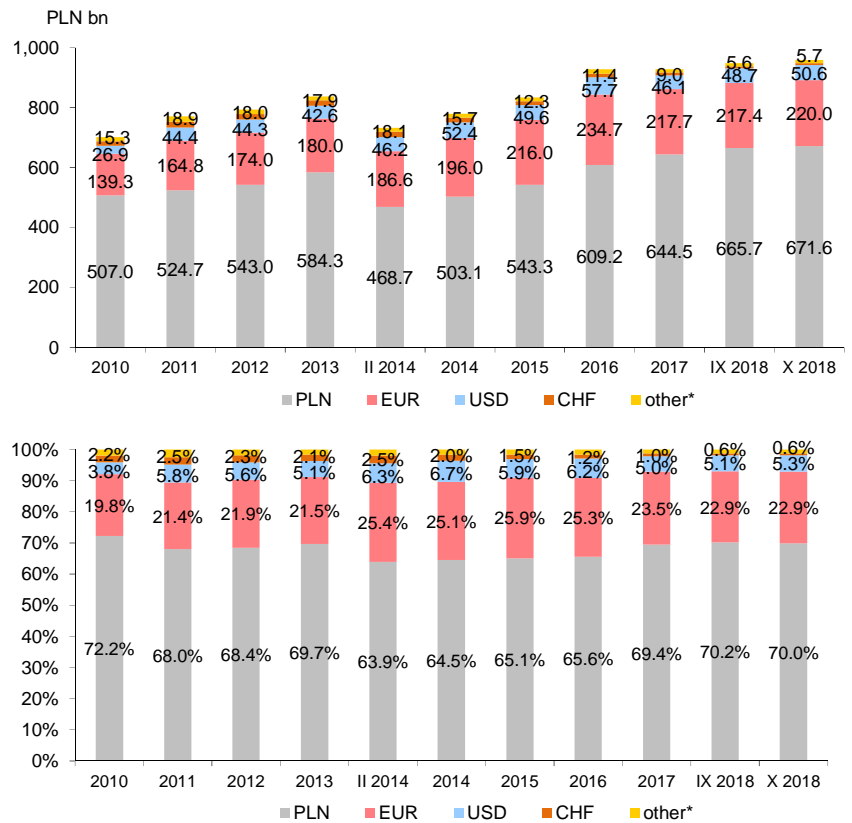 PLN bn
1,000
800
600
400
200
0
15.3 18.9 18.0 17.9 18.1 15.7 12.3 11.4 9.0 5.6 5.7
26.9 44.4 44.3 42.6 46.2 52.4 49.6 57.7 46.1 48.7 50.6
139.3 164.8 174.0 180.0 186.6 196.0 216.0 234.7 217.7 217.4 220.0
507.0 524.7 543.0 584.3 468.7 503.1 543.3 609.2 644.5 665.7 671.6
2010 2011 2012 2013 II 2014 2014 2015 2016 2017 IX 2018 X 2018
PLN EUR USD CHF other*
100%
90%
80%
70%
60%
50%
40%
30%
20%
10%
0%
2.2% 2.5% 2.3% 2.1% 2.5% 2.0% 1.5% 1.2% 1.0% 0.6% 0.6%
3.8% 5.8% 5.6% 5.1% 6.3% 6.7% 5.9% 6.2% 5.0% 5.1% 5.3%
19.8% 21.4% 21.9% 21.5% 25.4% 25.1% 25.9% 25.3% 23.5% 22.9% 22.9%
72.2% 68.0% 68.4% 69.7% 63.9% 64.5% 65.1% 65.6% 69.4% 70.2% 70.0%
2010 2011 2012 2013 II 2014 2014 2015 2016 2017 IX 2018 X 2018
PLN EUR USD CHF other*